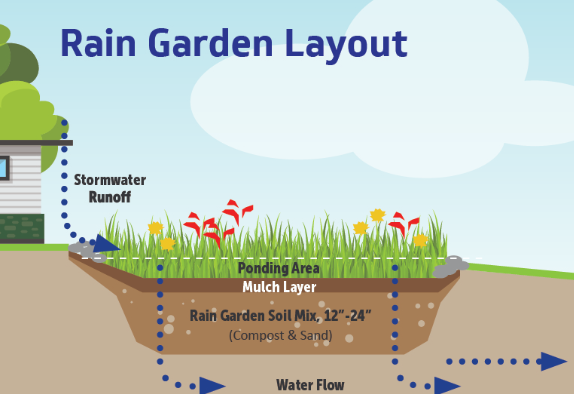 Rain Garden Layout
Stormwater
Runoff
Ponding Area
Mulch Layer
Rain Garden Soil Mix, 12”-24”
(Compost & Sand)
Water Flow